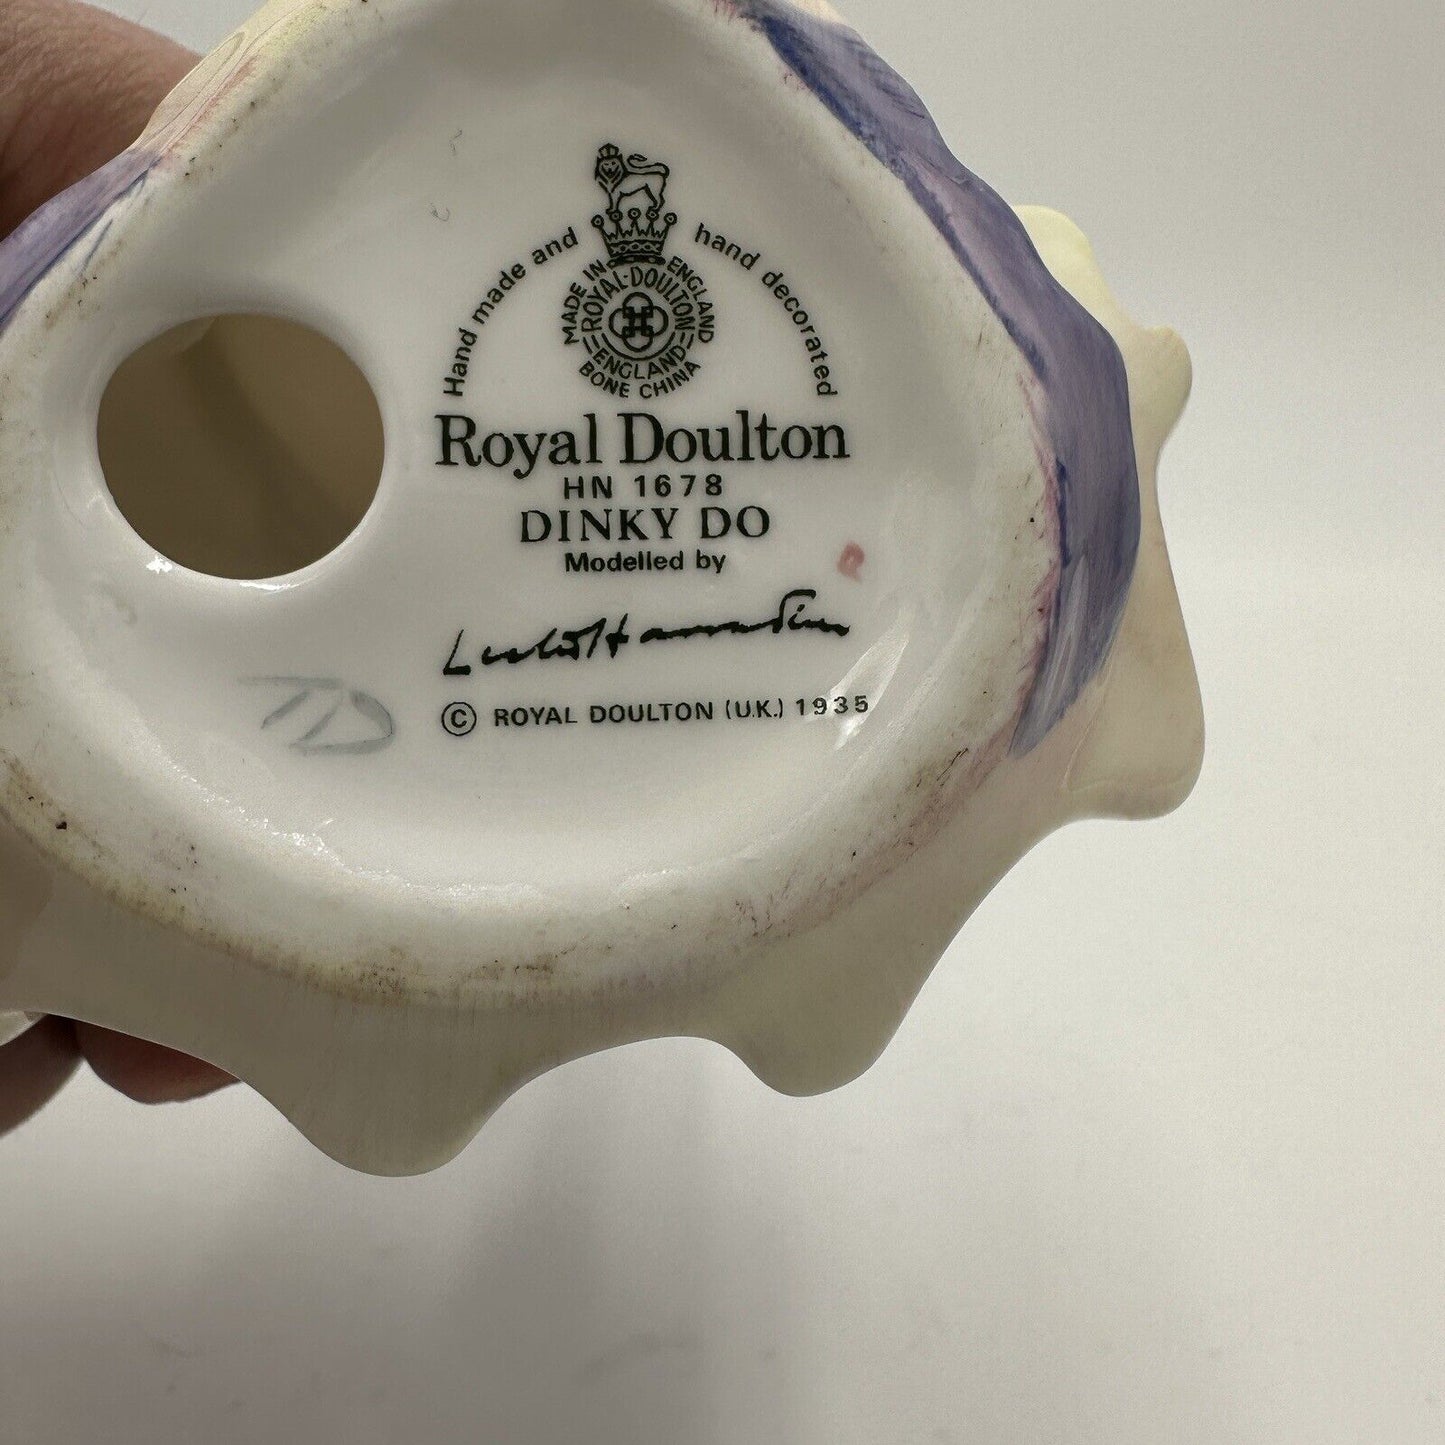 Hand made and hand decorated
MADE IN ENGLAND
ROYAL·DOULTON
ENGLAND
BONE CHINA
Royal Doulton
HN 1678
DINKY DO
Modelled by
© ROYAL DOULTON (U.K.) 1935